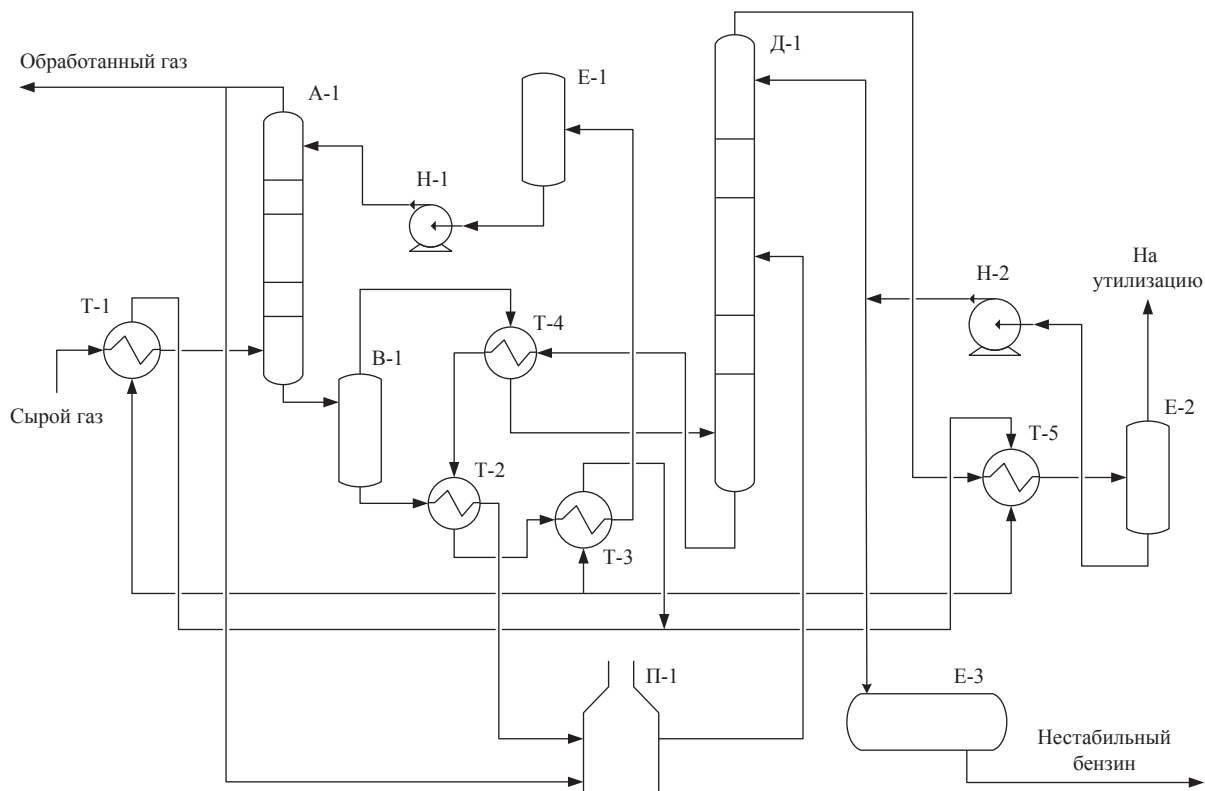 Обработанный газ
А-1
Е-1
Д-1
Н-1
На
утилизацию
Н-2
Т-1
Т-4
В-1
Сырой газ
Е-2
Т-5
Т-2
Т-3
П-1
Е-3
Нестабильный
бензин